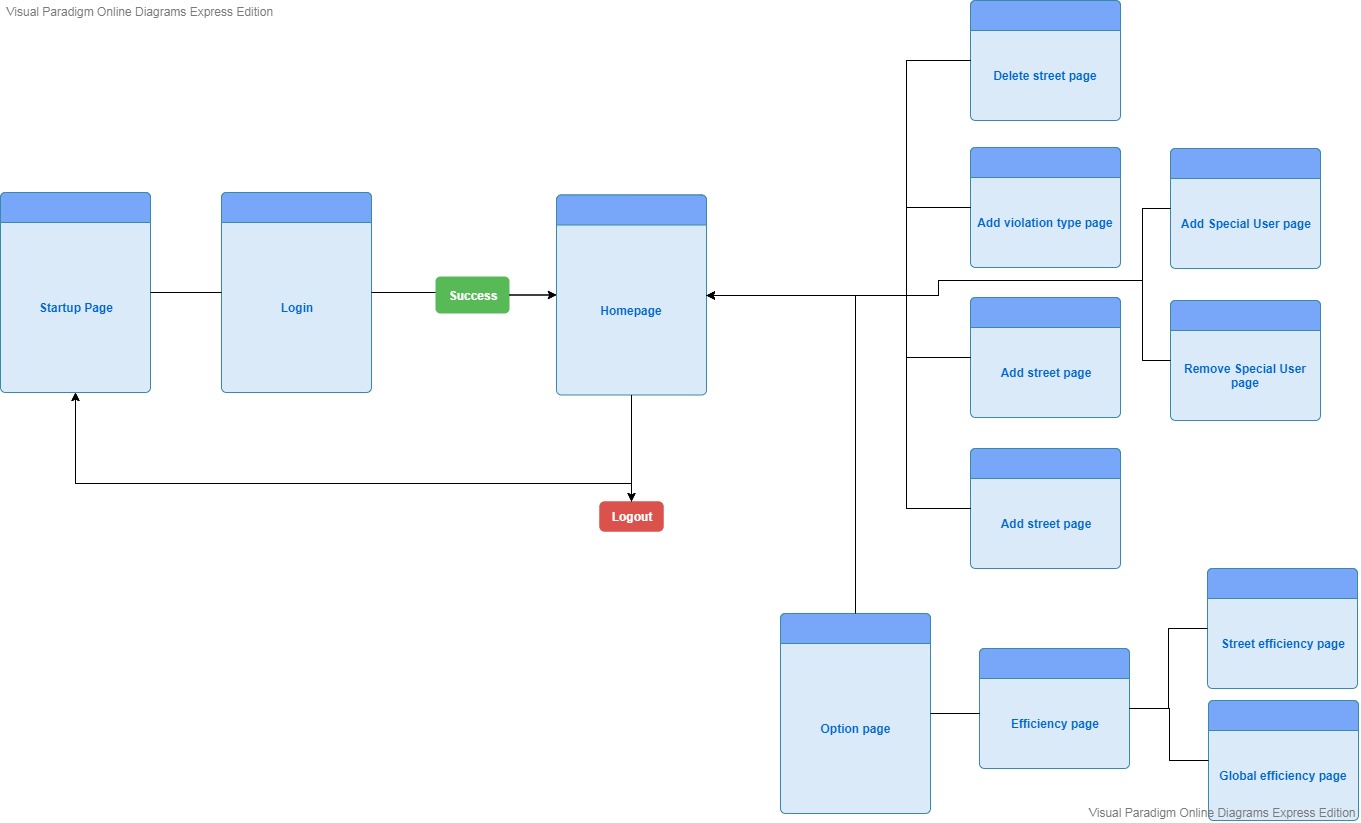 Visual Paradigm Online Diagrams Express Edition
Delete street page
Add violation type page
Add Special User page
Startup Page
Login
Success
Homepage
Add street page
Remove Special User
page
Add street page
Logout
Street efficiency page
Option page
Efficiency page
Global efficiency page
Visual Paradigm Online Diagrams Express Edition